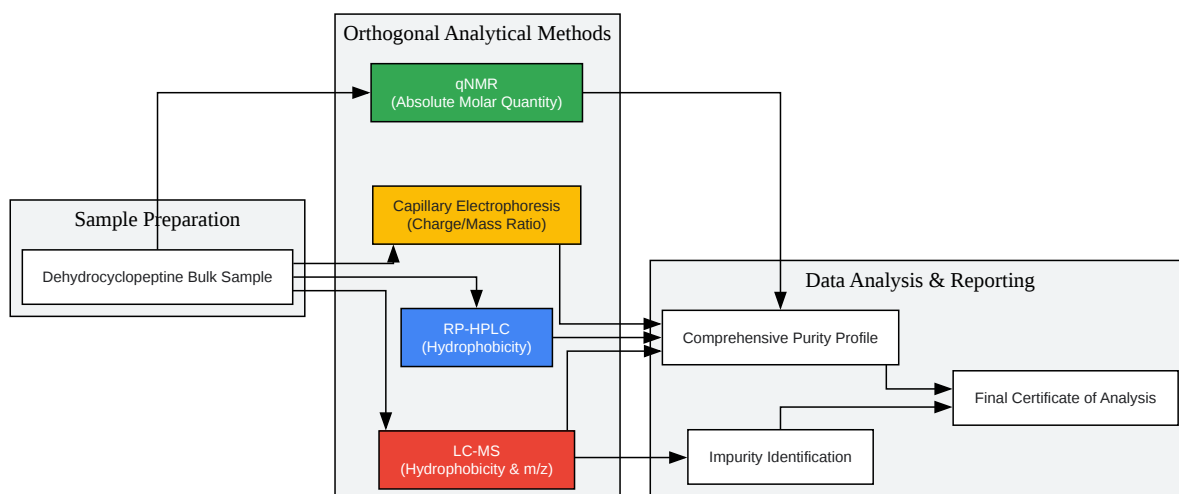 Orthogonal Analytical Methods
qNMR
(Absolute Molar Quantity)
Capillary Electrophoresis
(Charge/Mass Ratio)
Sample Preparation
Dehydrocyclopeptine Bulk Sample
RP-HPLC
(Hydrophobicity)
LC-MS
(Hydrophobicity & m/z)
Data Analysis & Reporting
Comprehensive Purity Profile
Final Certificate of Analysis
Impurity Identification